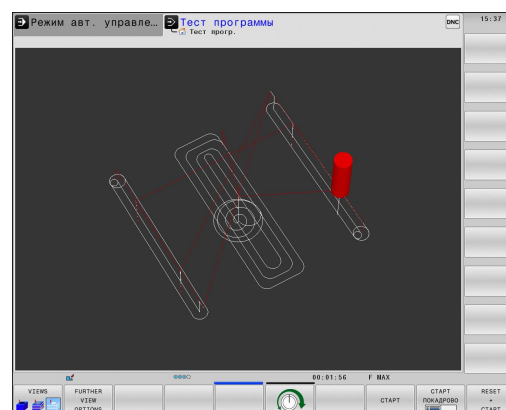 Режим авт. управле…
Тест программы
Тест прогр.
DNC
15:37
00:01:56 F MAX
VIEWS
FURTHER
VIEW
OPTIONS
СТАРТ
СТАРТ
ПОКАДРОВО
RESET
+
СТАРТ